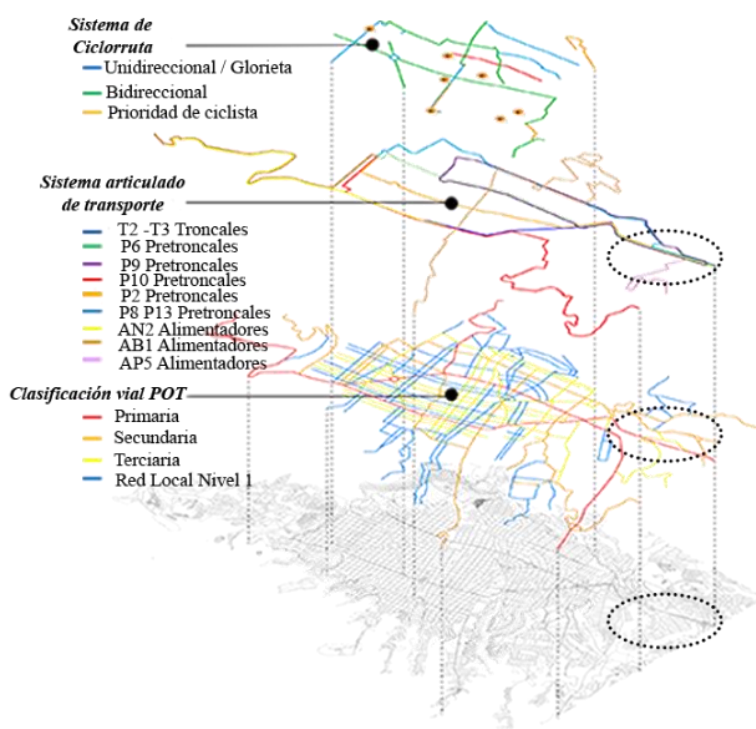 Sistema de
Ciclorruta
Unidireccional / Glorieta
Bidireccional
Prioridad de ciclista
Sistema articulado
de transporte
T2 -T3 Troncales
P6 Pretroncales
P9 Pretroncales
P10 Pretroncales
P2 Pretroncales
P8 P13 Pretroncales
AN2 Alimentadores
AB1 Alimentadores
AP5 Alimentadores
Clasificación vial POT
Primaria
Secundaria
Terciaria
Red Local Nivel 1